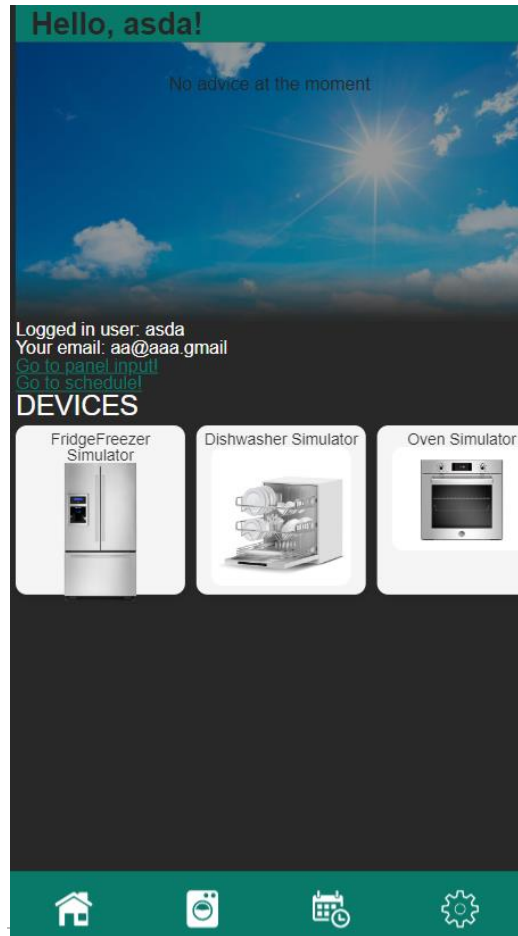 Hello, asda!
No advice at the moment
Logged in user: asda
Your email: aa@aaa.gmail
Go to panel input!
Go to schedule!
DEVICES
FridgeFreezer
Simulator
Dishwasher Simulator
Oven Simulator